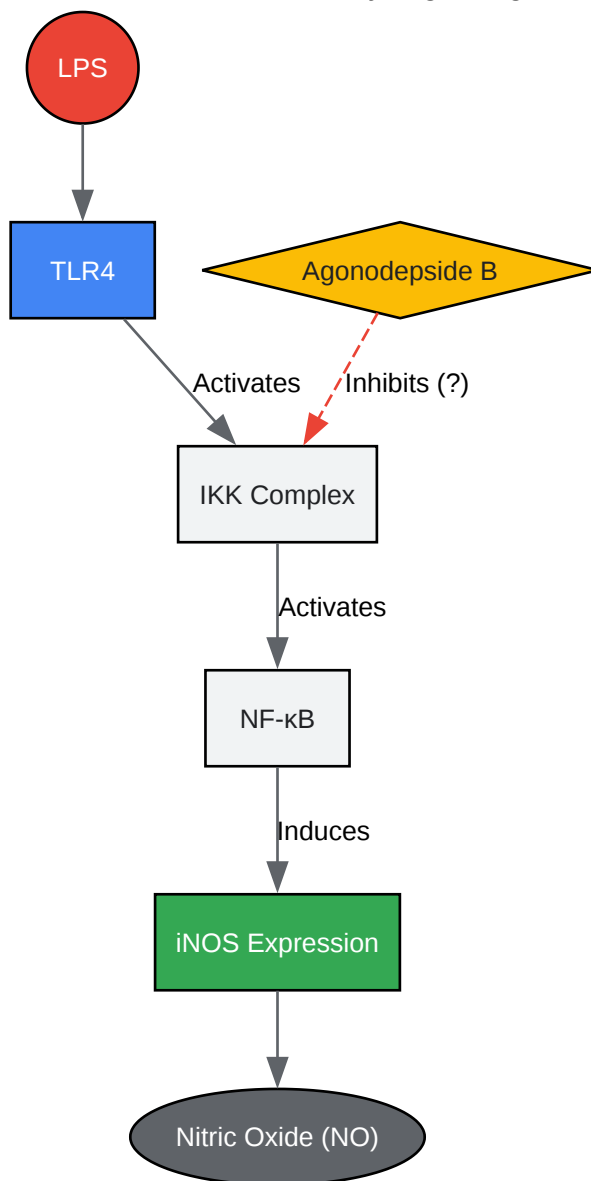 LPS
TLR4
Agonodepside B
Activates
Inhibits (?)
IKK Complex
Activates
NF-κB
Induces
iNOS Expression
Nitric Oxide (NO)